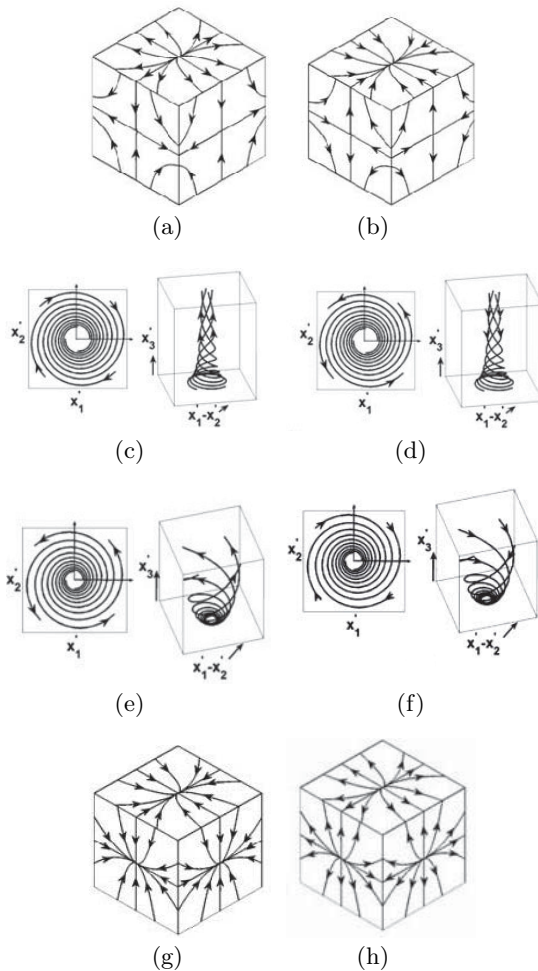 (a)
(b)
x₂˙
x₃˙
x₂˙
x₃˙
x₁˙
x₁˙-x₂˙
x₁˙
x₁˙-x₂˙
(c)
(d)
x₂˙
x₃˙
x₂˙
x₃˙
x₁˙
x₁˙-x₂˙
x₁˙
x₁˙-x₂˙
(e)
(f)
(g)
(h)